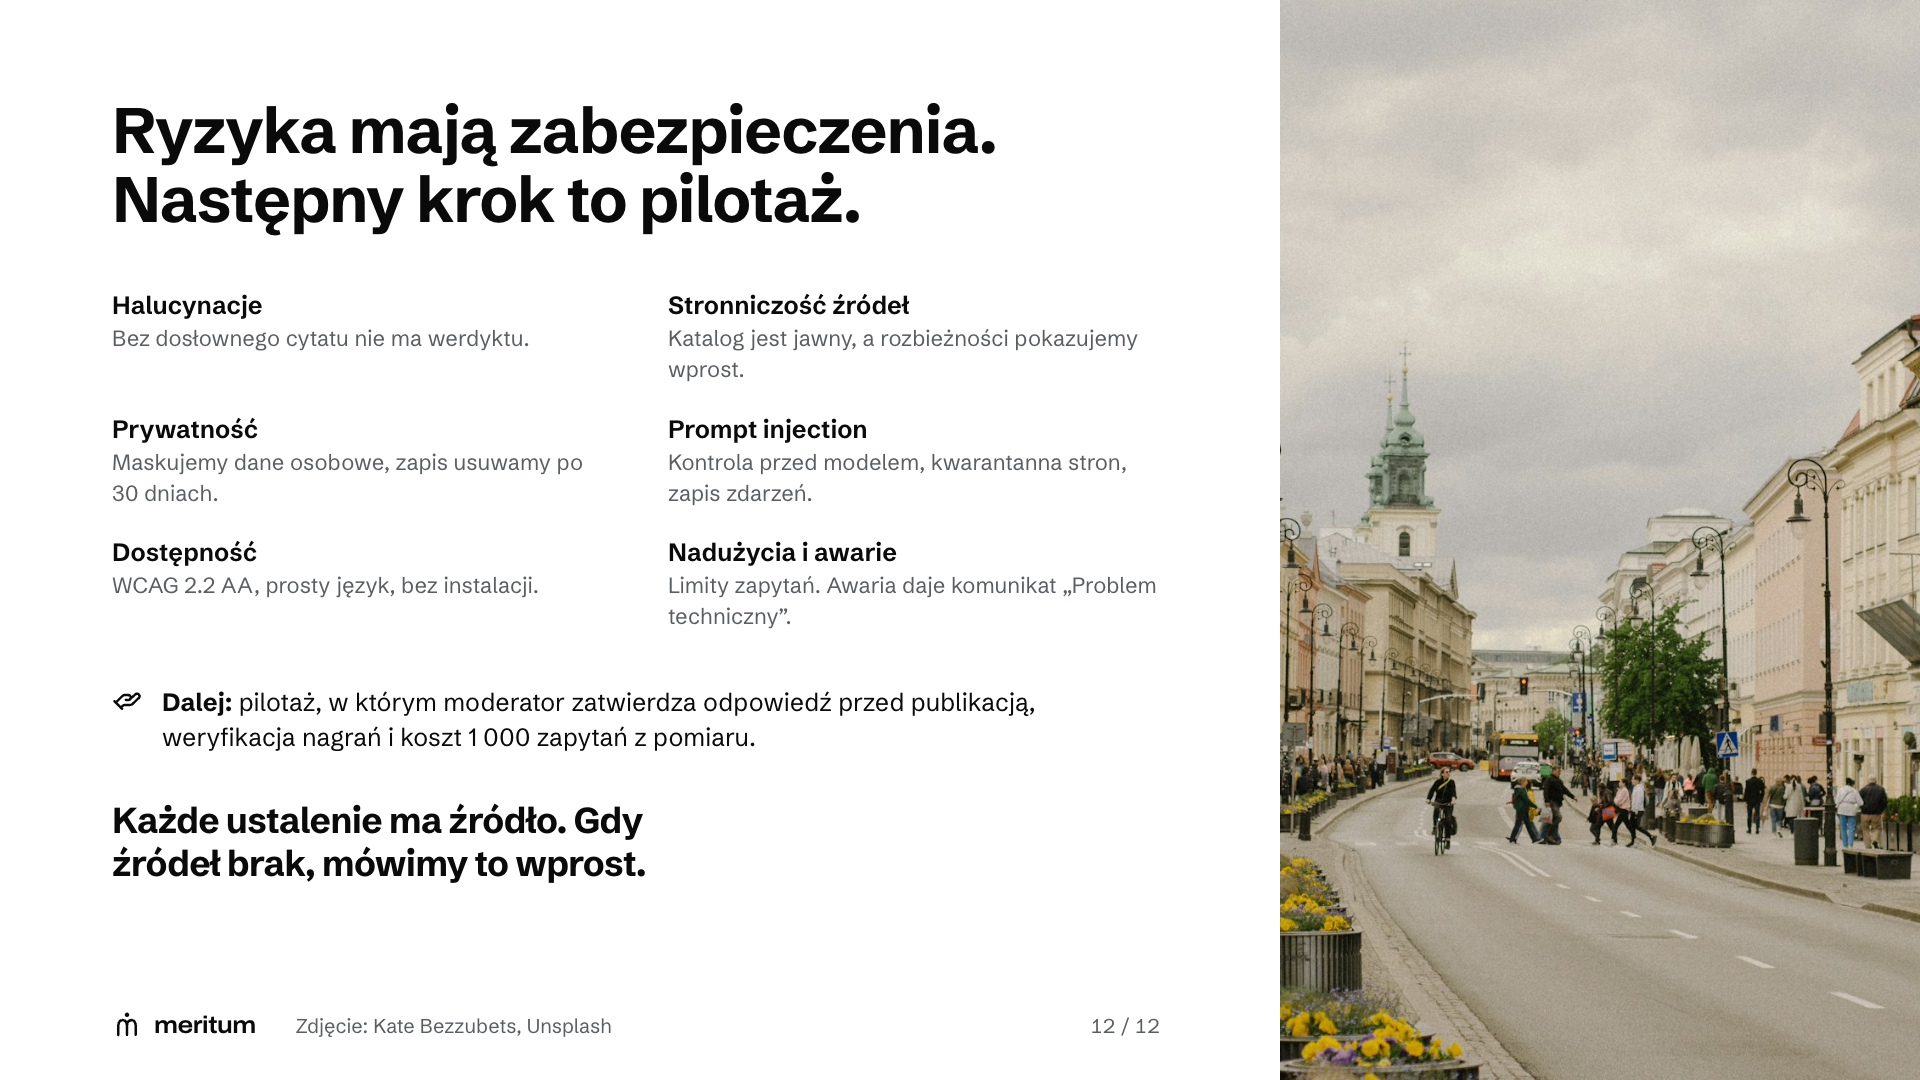 Ryzyka mają zabezpieczenia.
Następny krok to pilotaż.
Halucynacje
Bez dosłownego cytatu nie ma werdyktu.
Stronniczość źródeł
Katalog jest jawny, a rozbieżności pokazujemy
wprost.
Prywatność
Maskujemy dane osobowe, zapis usuwamy po
30 dniach.
Prompt injection
Kontrola przed modelem, kwarantanna stron,
zapis zdarzeń.
Dostępność
WCAG 2.2 AA, prosty język, bez instalacji.
Nadużycia i awarie
Limity zapytań. Awaria daje komunikat „Problem
techniczny”.
Dalej: pilotaż, w którym moderator zatwierdza odpowiedź przed publikacją,
weryfikacja nagrań i koszt 1 000 zapytań z pomiaru.
Każde ustalenie ma źródło. Gdy
źródeł brak, mówimy to wprost.
meritum
Zdjęcie: Kate Bezzubets, Unsplash
12 / 12